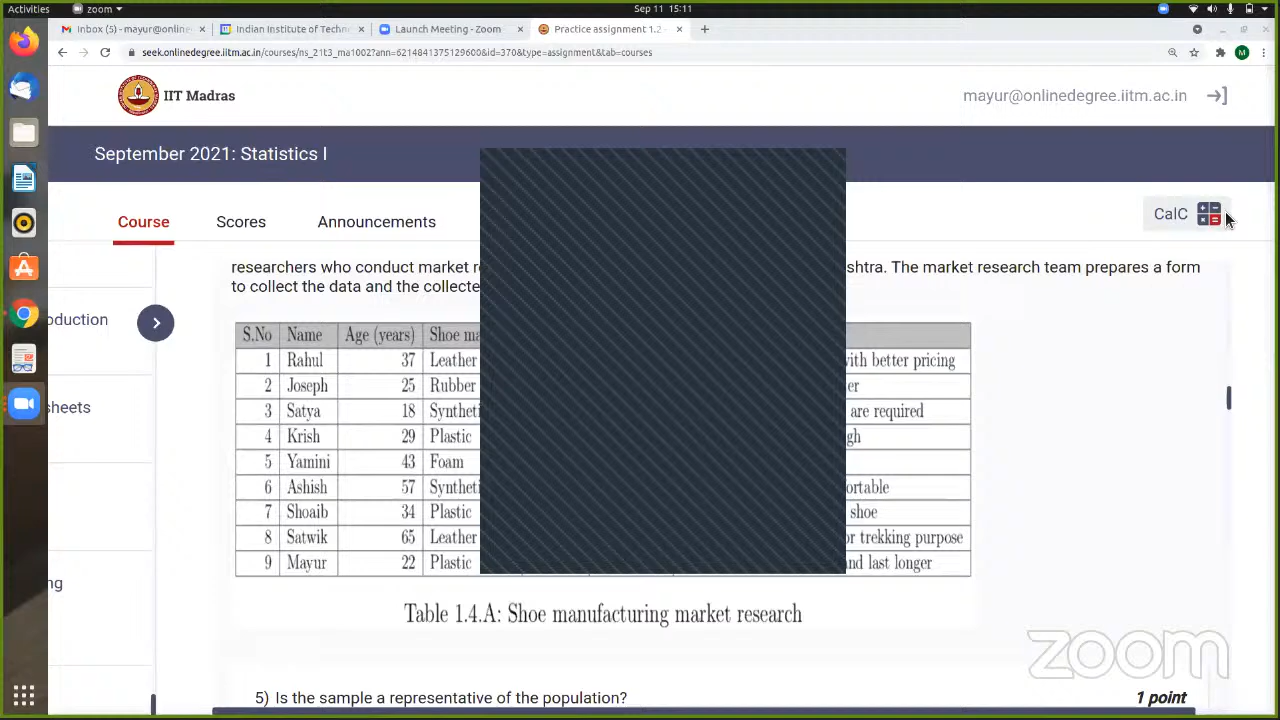 Activities zoom Sep 11 15:11
Inbox (5) - mayur@online Indian Institute of Techn Launch Meeting - Zoom Practice assignment 1.2 -
seek.onlinedegree.iitm.ac.in/courses/ns_21t3_ma1002?ann=6214841375129600&id=370&type=assignment&tab=courses M
IIT Madras mayur@onlinedegree.iitm.ac.in
September 2021: Statistics I
Course Scores Announcements CalC
researchers who conduct market shtra. The market research team prepares a form
to collect the data and the collecte
oduction
S.No Name Age (years) Shoe ma
1 Rahul 37 Leather with better pricing
2 Joseph 25 Rubber er
sheets
3 Satya 18 Syntheti are required
4 Krish 29 Plastic gh
5 Yamini 43 Foam
6 Ashish 57 Syntheti ortable
7 Shoaib 34 Plastic shoe
8 Satwik 65 Leather or trekking purpose
9 Mayur 22 Plastic and last longer
ng
Table 1.4.A: Shoe manufacturing market research
zoom
5) Is the sample a representative of the population? 1 point